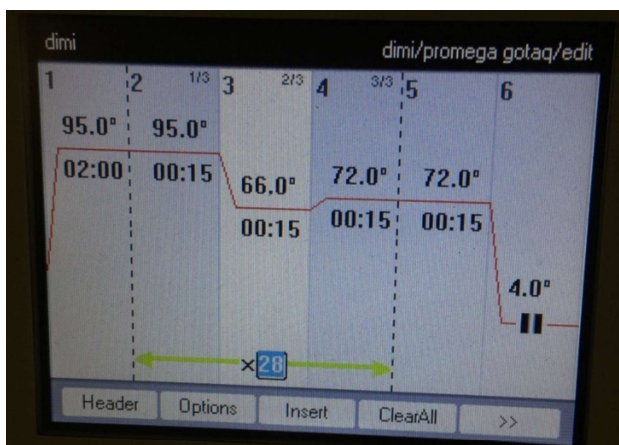 dimi
dimi/promega gotaq/edit
1 2 1/3 3 2/3 4 3/3 5 6
95.0° 95.0° 66.0° 72.0° 72.0° 4.0°
02:00 00:15 00:15 00:15 00:15
×28
Header Options Insert ClearAll >>